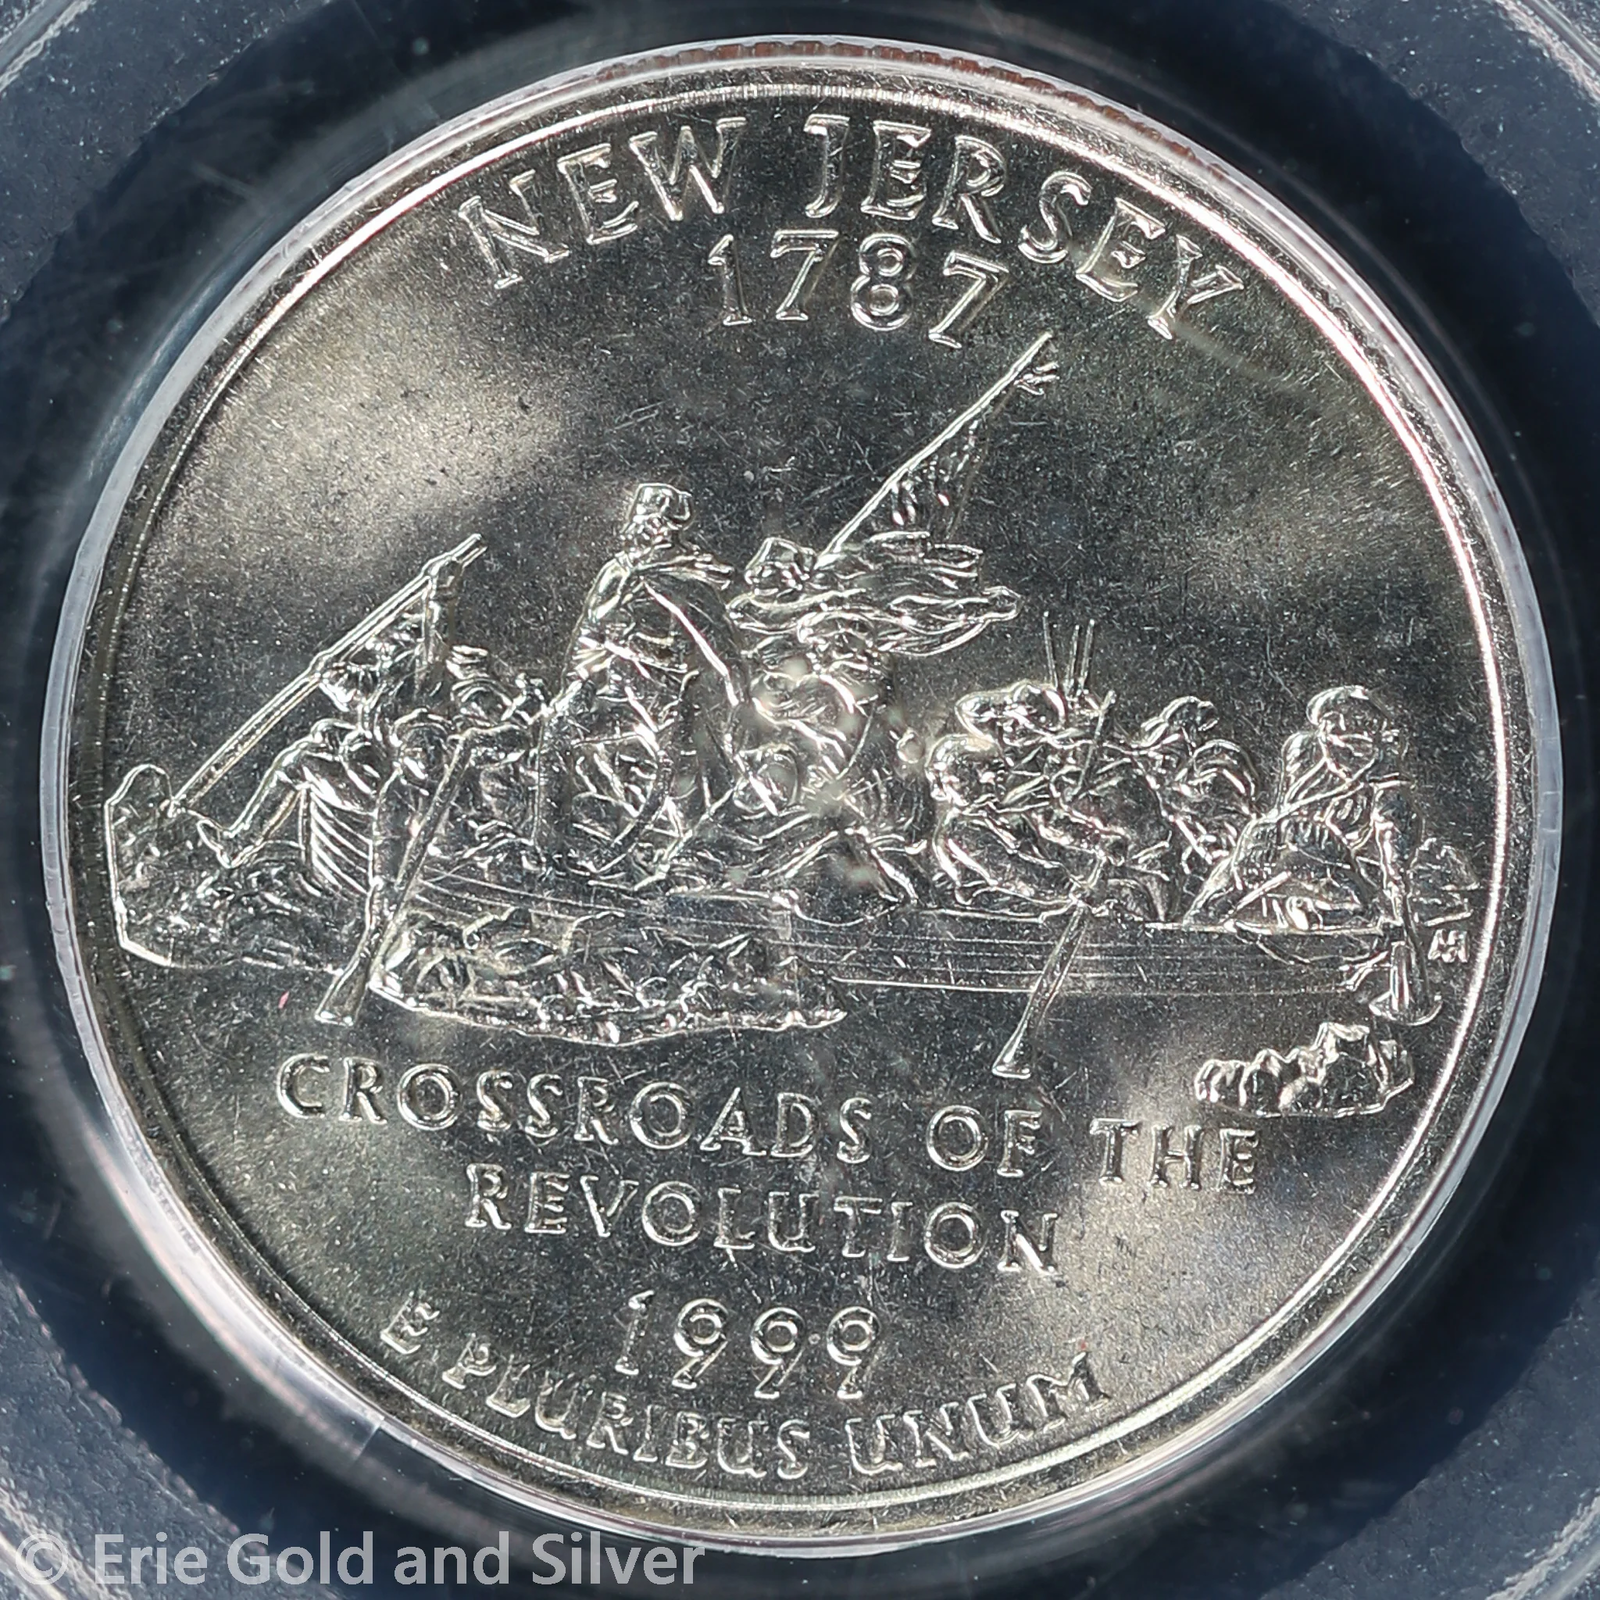 NEW JERSEY
1787
CROSSROADS OF THE
REVOLUTION
1999
E PLURIBUS UNUM
© Erie Gold and Silver